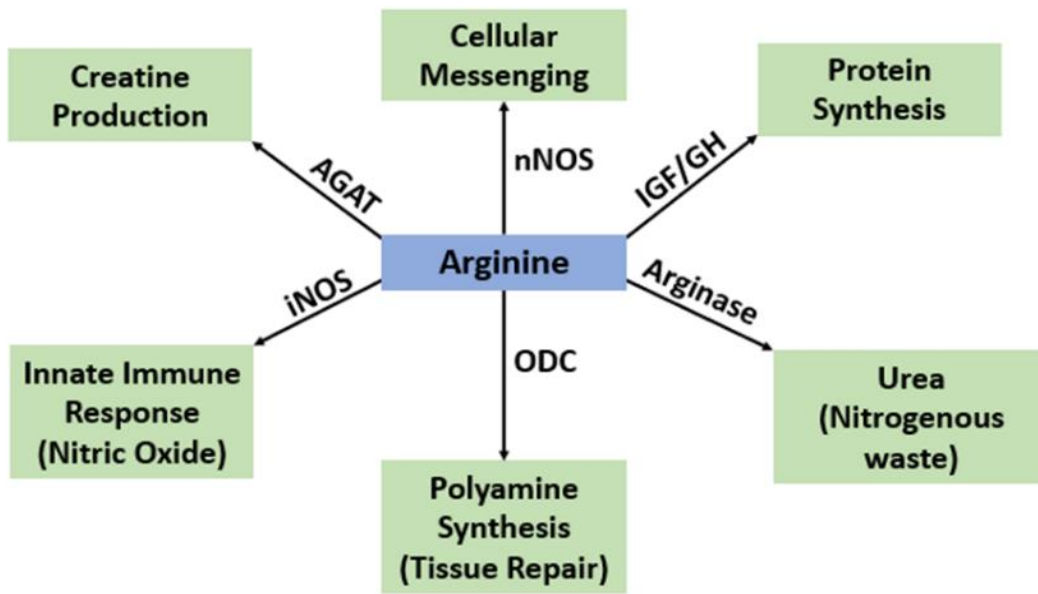 Creatine
Production
Cellular
Messenging
Protein
Synthesis
AGAT
nNOS
IGF/GH
Arginine
iNOS
ODC
Arginase
Innate Immune
Response
(Nitric Oxide)
Polyamine
Synthesis
(Tissue Repair)
Urea
(Nitrogenous
waste)